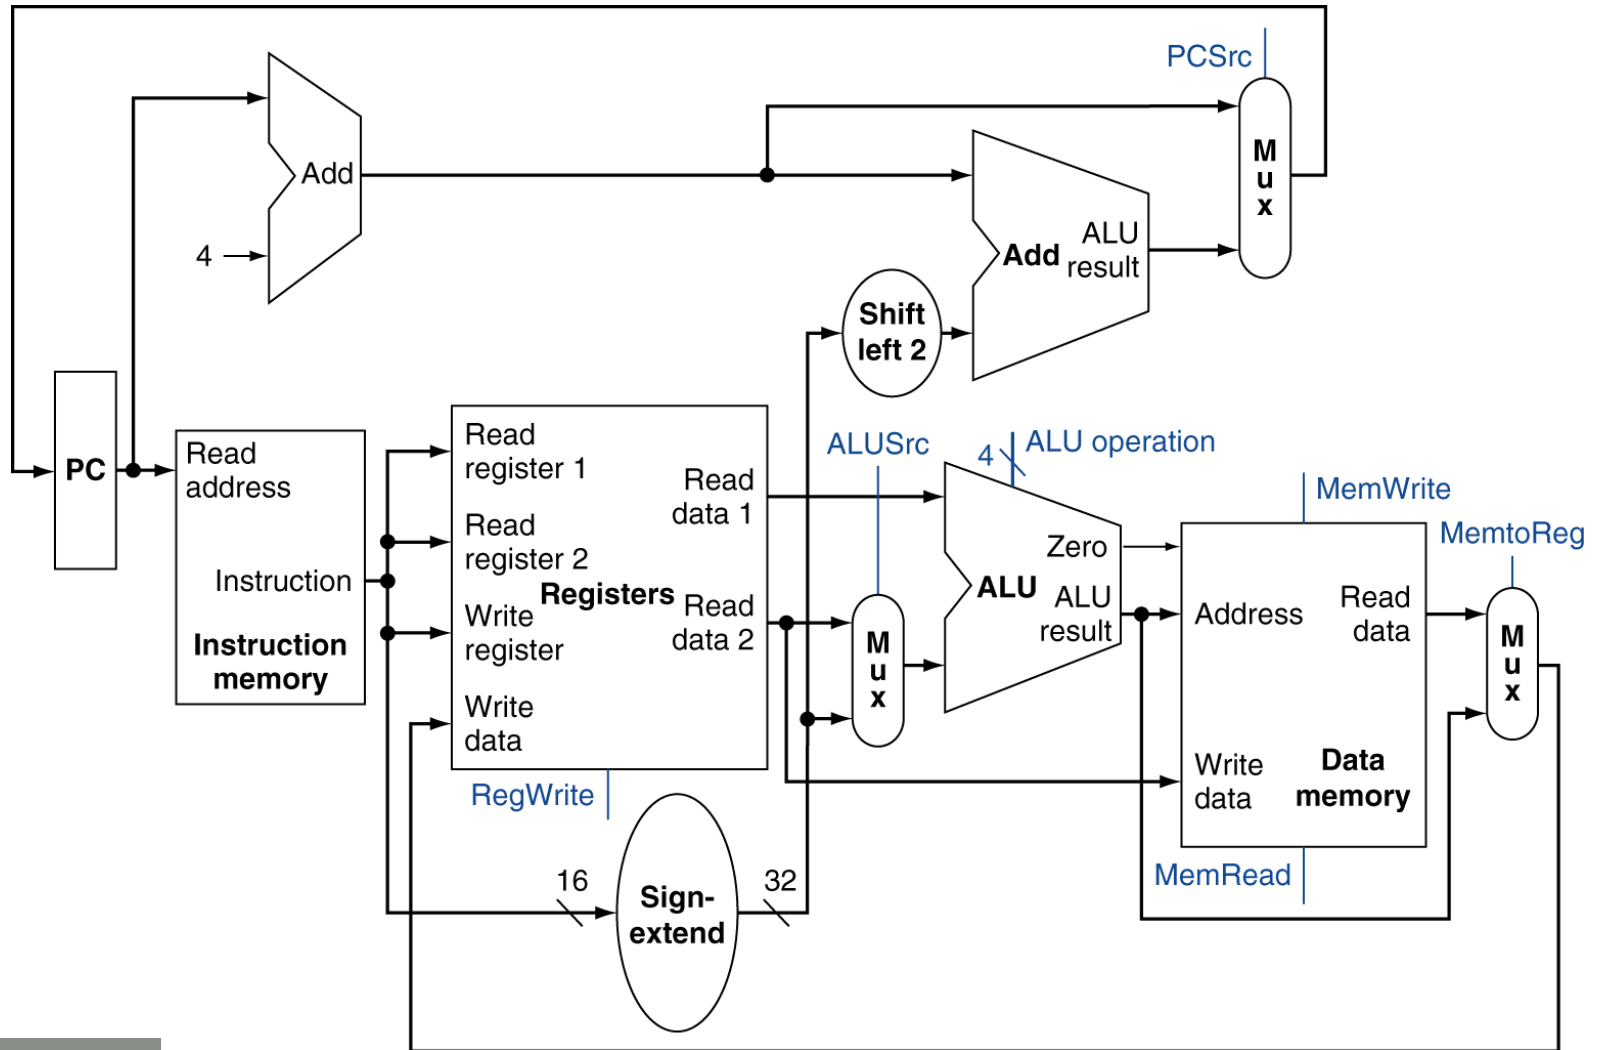 PCSrc
M
u
x
Add
4
Add
ALU
result
Shift
left 2
PC
Read
address
Instruction
Instruction
memory
Read
register 1
Read
register 2
Write
register
Write
data
Registers
Read
data 1
Read
data 2
RegWrite
16
Sign-
extend
32
ALUSrc
M
u
x
4
ALU operation
Zero
ALU
ALU
result
MemWrite
Address
Read
data
Write
data
Data
memory
MemRead
MemtoReg
M
u
x